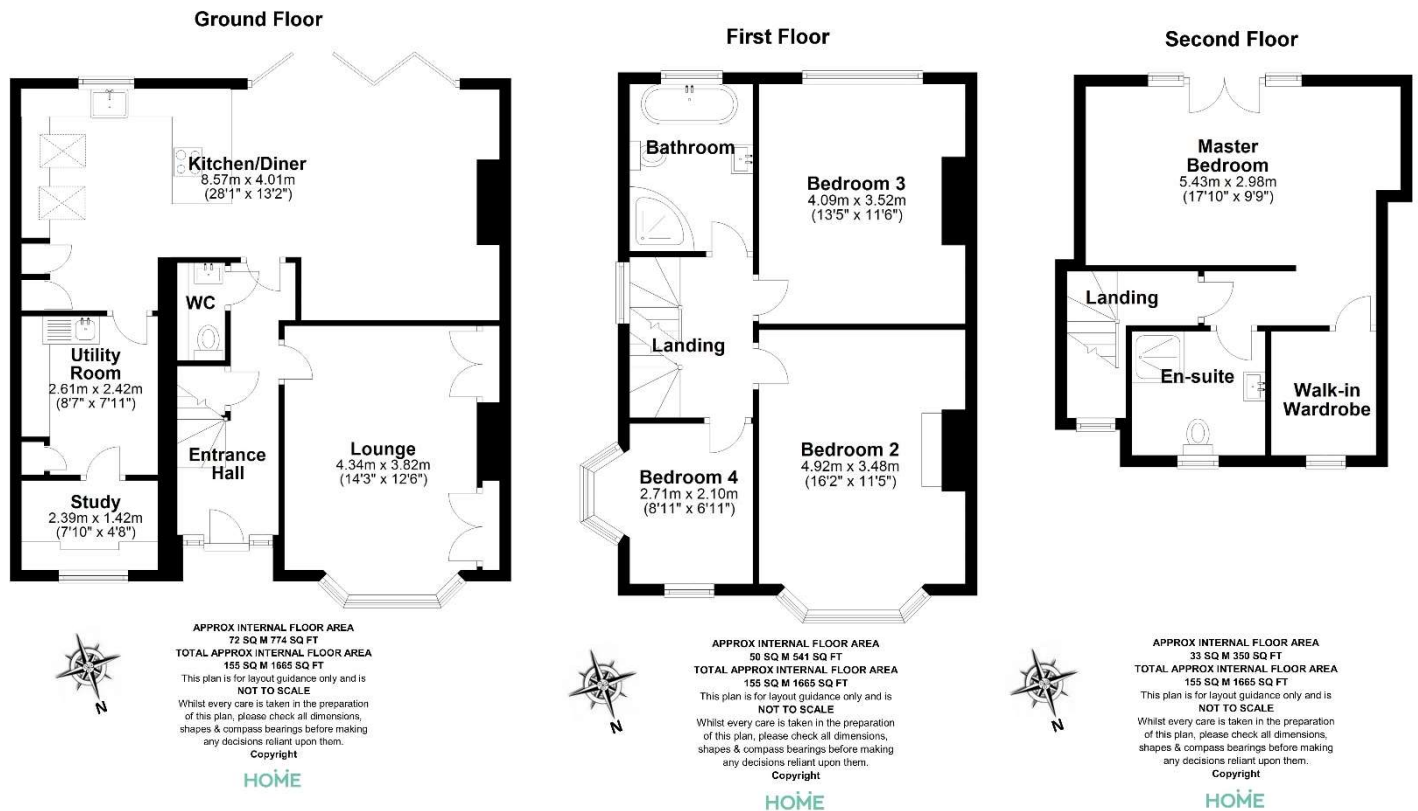 Ground Floor
Kitchen/Diner
8.57m x 4.01m
(28'1" x 13'2")
WC
Utility
Room
2.61m x 2.42m
(8'7" x 7'11")
Entrance
Hall
Lounge
4.34m x 3.82m
(14'3" x 12'6")
Study
2.39m x 1.42m
(7'10" x 4'8")
N
APPROX INTERNAL FLOOR AREA
72 SQ M 774 SQ FT
TOTAL APPROX INTERNAL FLOOR AREA
155 SQ M 1665 SQ FT
This plan is for layout guidance only and is
NOT TO SCALE
Whilst every care is taken in the preparation
of this plan, please check all dimensions,
shapes & compass bearings before making
any decisions reliant upon them.
Copyright
HOME
First Floor
Bathroom
Bedroom 3
4.09m x 3.52m
(13'5" x 11'6")
Landing
Bedroom 4
2.71m x 2.10m
(8'11" x 6'11")
Bedroom 2
4.92m x 3.48m
(16'2" x 11'5")
N
APPROX INTERNAL FLOOR AREA
50 SQ M 541 SQ FT
TOTAL APPROX INTERNAL FLOOR AREA
155 SQ M 1665 SQ FT
This plan is for layout guidance only and is
NOT TO SCALE
Whilst every care is taken in the preparation
of this plan, please check all dimensions,
shapes & compass bearings before making
any decisions reliant upon them.
Copyright
HOME
Second Floor
Master
Bedroom
5.43m x 2.98m
(17'10" x 9'9")
Landing
En-suite
Walk-in
Wardrobe
N
APPROX INTERNAL FLOOR AREA
33 SQ M 350 SQ FT
TOTAL APPROX INTERNAL FLOOR AREA
155 SQ M 1665 SQ FT
This plan is for layout guidance only and is
NOT TO SCALE
Whilst every care is taken in the preparation
of this plan, please check all dimensions,
shapes & compass bearings before making
any decisions reliant upon them.
Copyright
HOME